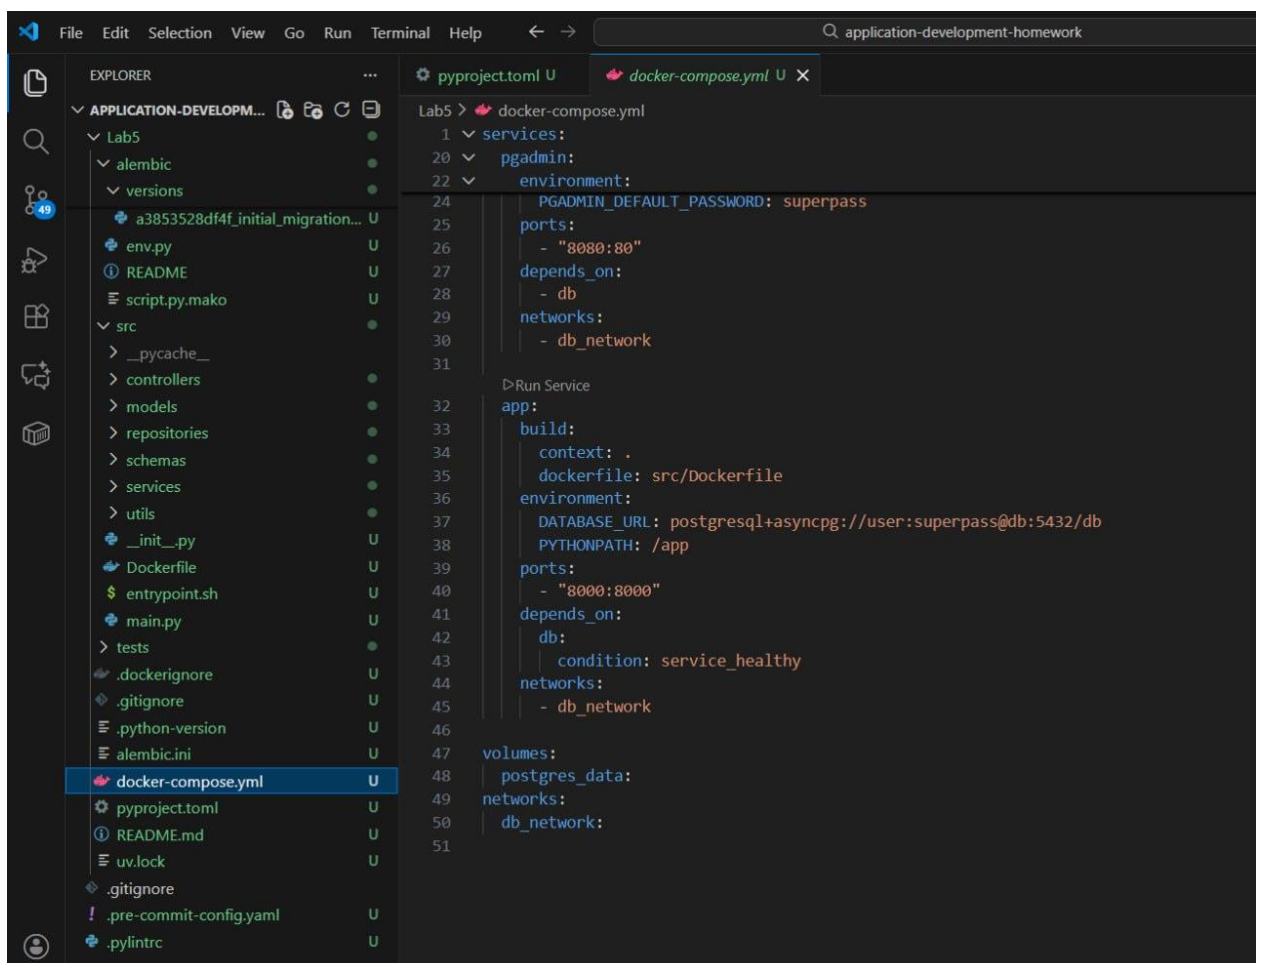 File Edit Selection View Go Run Terminal Help
application-development-homework
EXPLORER
APPLICATION-DEVELOPM...
Lab5
alembic
versions
a3853528df4f_initial_migration... U
env.py U
README U
script.py.mako U
src
__pycache__
controllers
models
repositories
schemas
services
utils
__init__.py U
Dockerfile U
entrypoint.sh U
main.py U
tests
.dockerignore U
.gitignore U
.python-version U
alembic.ini U
docker-compose.yml U
pyproject.toml U
README.md U
uv.lock U
.gitignore
.pre-commit-config.yaml U
.pylintrc U
49
pyproject.toml U
docker-compose.yml U
Lab5 > docker-compose.yml
1 services:
20 pgadmin:
22 environment:
24 PGADMIN_DEFAULT_PASSWORD: superpass
25 ports:
26 - "8080:80"
27 depends_on:
28 - db
29 networks:
30 - db_network
31
Run Service
32 app:
33 build:
34 context: .
35 dockerfile: src/Dockerfile
36 environment:
37 DATABASE_URL: postgresql+asyncpg://user:superpass@db:5432/db
38 PYTHONPATH: /app
39 ports:
40 - "8000:8000"
41 depends_on:
42 db:
43 condition: service_healthy
44 networks:
45 - db_network
46
47 volumes:
48 postgres_data:
49 networks:
50 db_network:
51